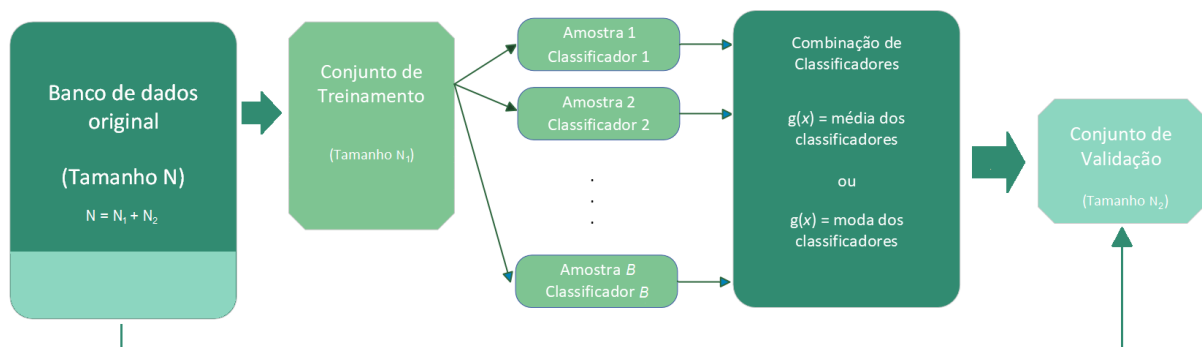 Banco de dados
original
(Tamanho N)
N = N₁ + N₂
Conjunto de
Treinamento
(Tamanho N₁)
Amostra 1
Classificador 1
Amostra 2
Classificador 2
.
.
.
Amostra B
Classificador B
Combinação de
Classificadores
g(x) = média dos
classificadores
ou
g(x) = moda dos
classificadores
Conjunto de
Validação
(Tamanho N₂)